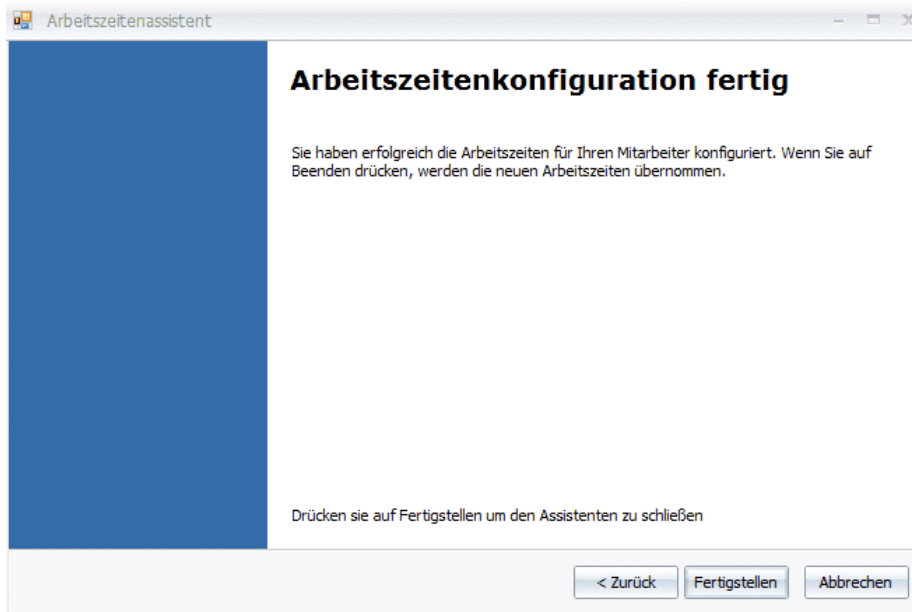 Arbeitszeitenassistent
Arbeitszeitenkonfiguration fertig
Sie haben erfolgreich die Arbeitszeiten für Ihren Mitarbeiter konfiguriert. Wenn Sie auf
Beenden drücken, werden die neuen Arbeitszeiten übernommen.
Drücken sie auf Fertigstellen um den Assistenten zu schließen
< Zurück Fertigstellen Abbrechen